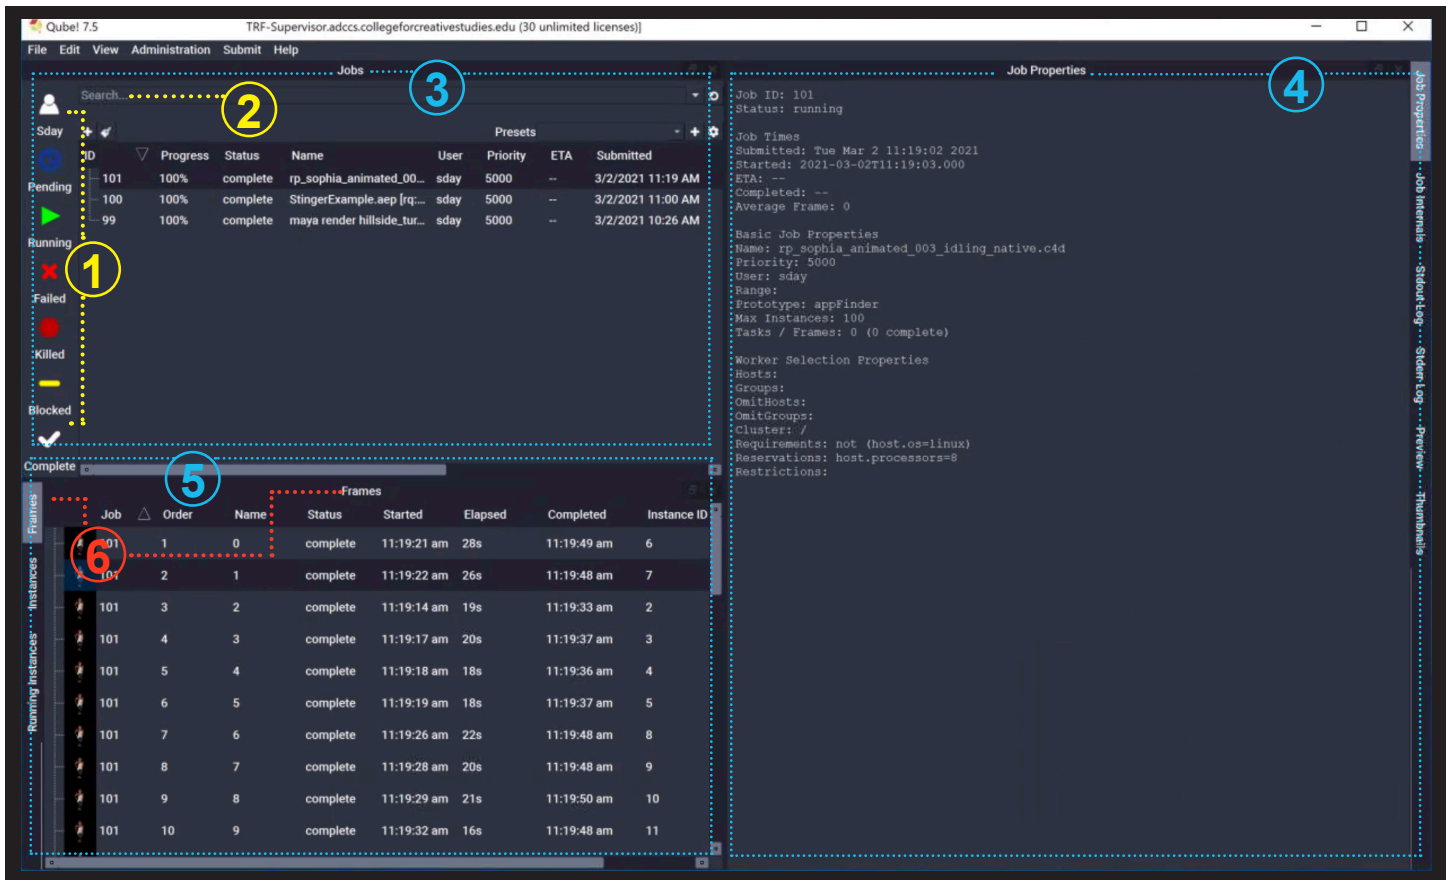 Qube! 7.5
TRF-Supervisor.adccs.collegeforcreativestudies.edu (30 unlimited licenses)]
File Edit View Administration Submit Help
Jobs
3
Search...
2
Sday
Presets
ID Progress Status Name User Priority ETA Submitted
101 100% complete rp_sophia_animated_00... sday 5000 -- 3/2/2021 11:19 AM
100 100% complete StingerExample.aep [rq:... sday 5000 -- 3/2/2021 11:00 AM
99 100% complete maya render hillside_tur... sday 5000 -- 3/2/2021 10:26 AM
Pending
Running
1
Failed
Killed
Blocked
Complete
5
Frames
Frames
Instances
Running Instances
Job Order Name Status Started Elapsed Completed Instance ID
6
101 1 0 complete 11:19:21 am 28s 11:19:49 am 6
101 2 1 complete 11:19:22 am 26s 11:19:48 am 7
101 3 2 complete 11:19:14 am 19s 11:19:33 am 2
101 4 3 complete 11:19:17 am 20s 11:19:37 am 3
101 5 4 complete 11:19:18 am 18s 11:19:36 am 4
101 6 5 complete 11:19:19 am 18s 11:19:37 am 5
101 7 6 complete 11:19:26 am 22s 11:19:48 am 8
101 8 7 complete 11:19:28 am 20s 11:19:48 am 9
101 9 8 complete 11:19:29 am 21s 11:19:50 am 10
101 10 9 complete 11:19:32 am 16s 11:19:48 am 11
Job Properties
4
Job ID: 101
Status: running
Job Times
Submitted: Tue Mar 2 11:19:02 2021
Started: 2021-03-02T11:19:03.000
ETA: --
Completed: --
Average Frame: 0
Basic Job Properties
Name: rp_sophia_animated_003_idling_native.c4d
Priority: 5000
User: sday
Range:
Prototype: appFinder
Max Instances: 100
Tasks / Frames: 0 (0 complete)
Worker Selection Properties
Hosts:
Groups:
OmitHosts:
OmitGroups:
Cluster: /
Requirements: not (host.os=linux)
Reservations: host.processors=8
Restrictions:
Job Properties
Job Internals
Stdout Log
Stderr Log
Preview
Thumbnails